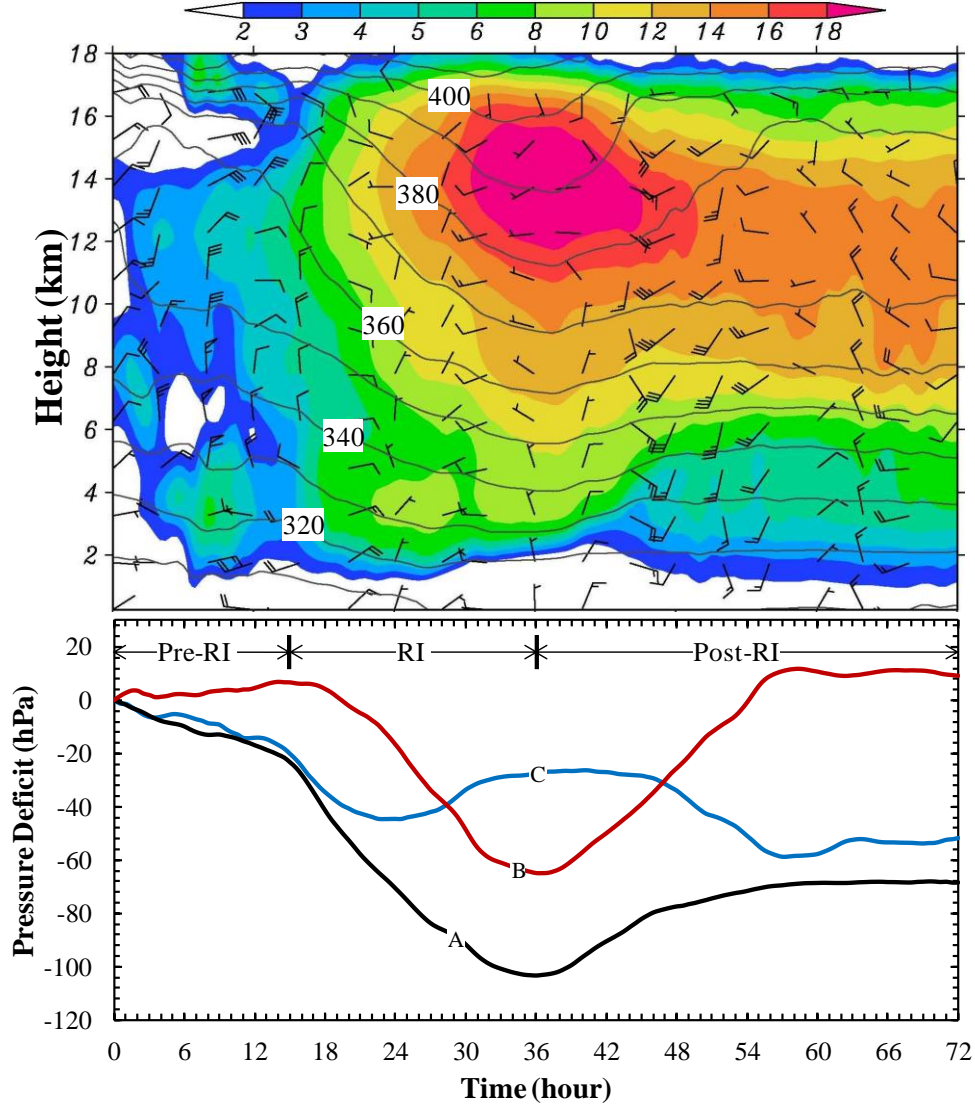 2 3 4 5 6 8 10 12 14 16 18
18
16
14
12
10
8
6
4
2
Height (km)
400
380
360
340
320
20
0
-20
-40
-60
-80
-100
-120
Pressure Deficit (hPa)
Pre-RI RI Post-RI
C
B
A
0 6 12 18 24 30 36 42 48 54 60 66 72
Time (hour)